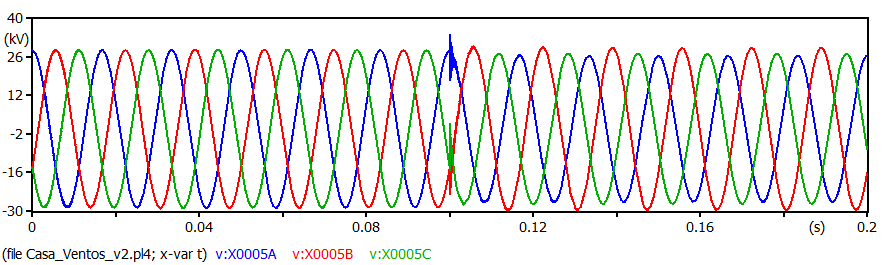 40
(kV)
26
12
-2
-16
-30
0 0.04 0.08 0.12 0.16 (s) 0.2
(file Casa_Ventos_v2.pl4; x-var t) v:X0005A v:X0005B v:X0005C